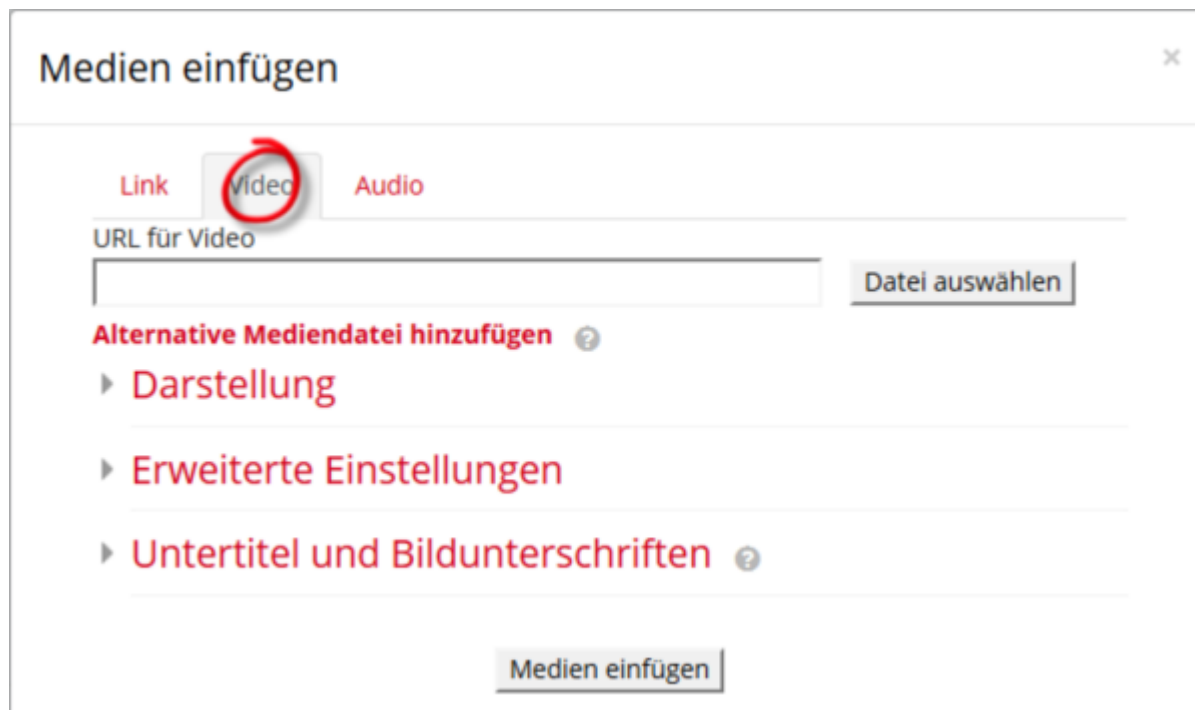 Medien einfügen
Link Video Audio
URL für Video
Datei auswählen
Alternative Mediendatei hinzufügen
Darstellung
Erweiterte Einstellungen
Untertitel und Bildunterschriften
Medien einfügen